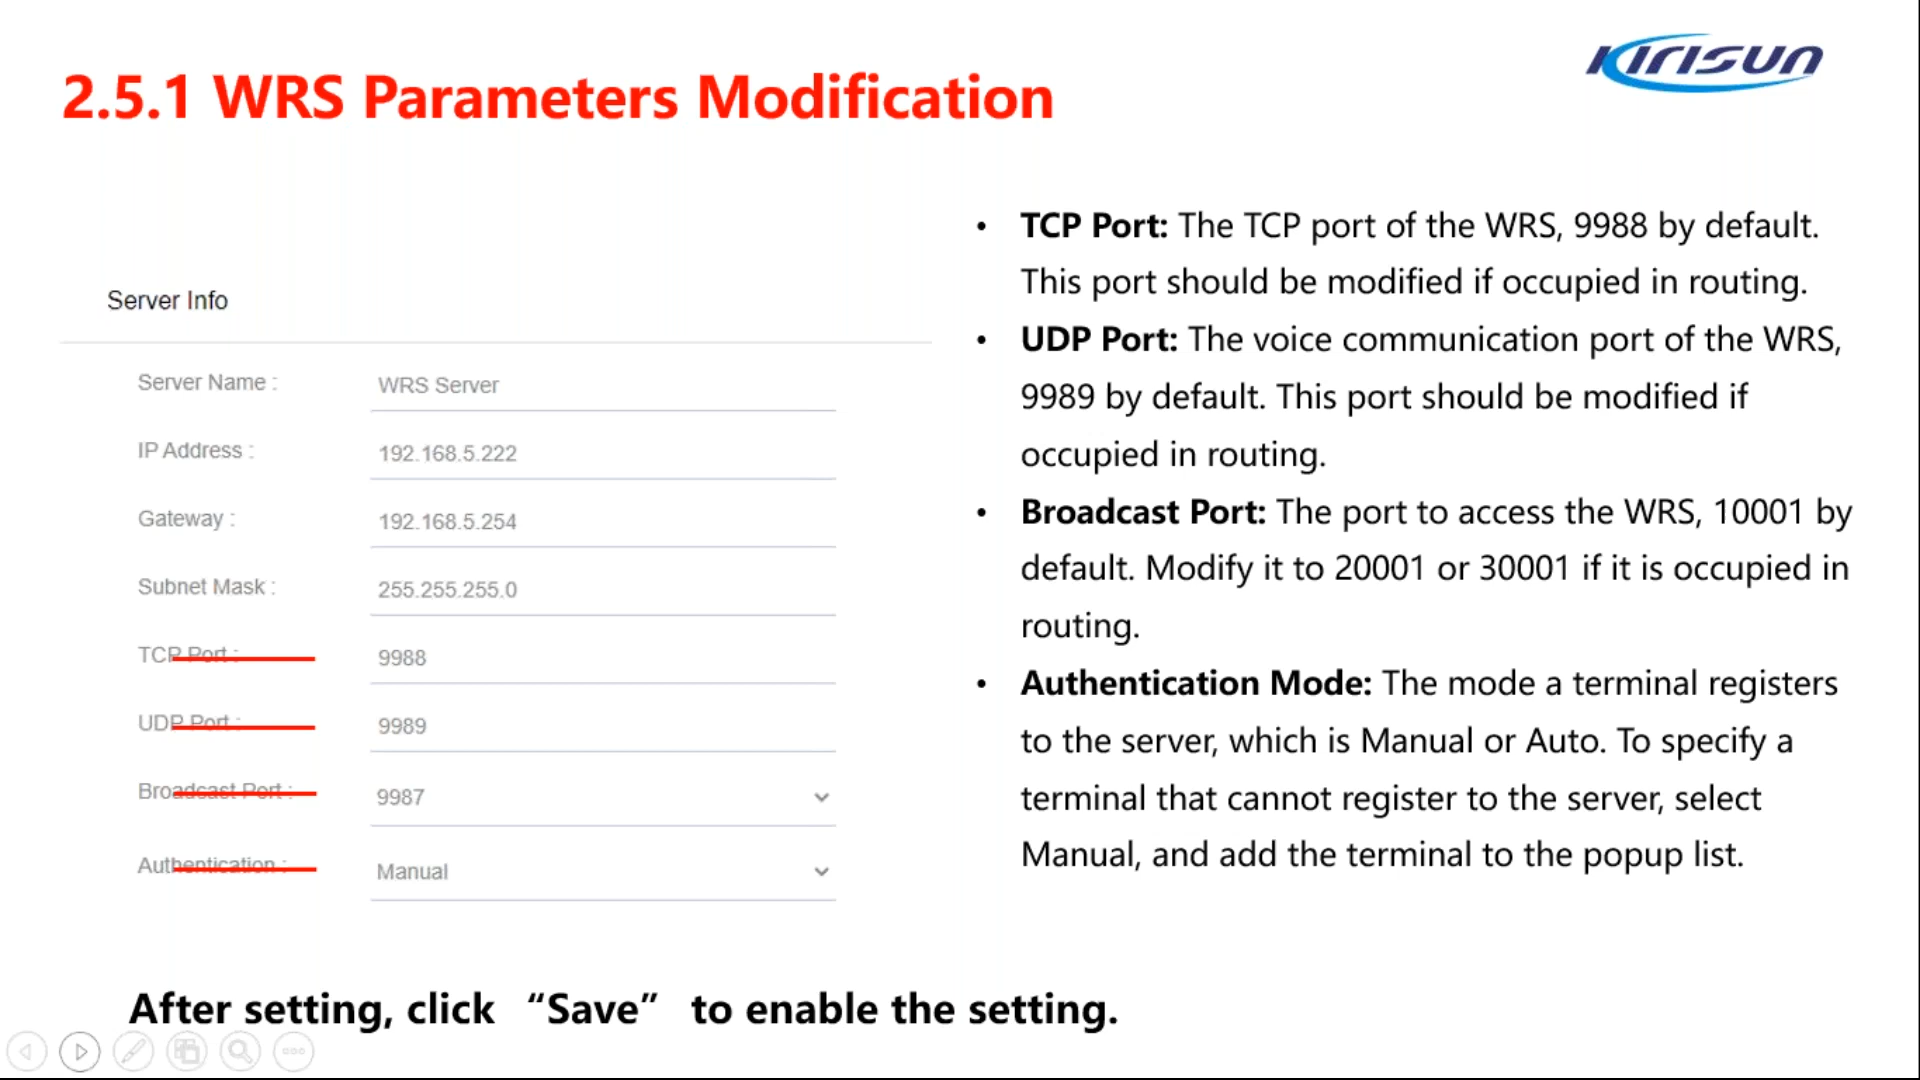 KIRISUN
2.5.1 WRS Parameters Modification
Server Info
Server Name :
WRS Server
IP Address :
192.168.5.222
Gateway :
192.168.5.254
Subnet Mask :
255.255.255.0
TCP Port :
9988
UDP Port :
9989
Broadcast Port :
9987
Authentication :
Manual
• TCP Port: The TCP port of the WRS, 9988 by default.
This port should be modified if occupied in routing.
• UDP Port: The voice communication port of the WRS,
9989 by default. This port should be modified if
occupied in routing.
• Broadcast Port: The port to access the WRS, 10001 by
default. Modify it to 20001 or 30001 if it is occupied in
routing.
• Authentication Mode: The mode a terminal registers
to the server, which is Manual or Auto. To specify a
terminal that cannot register to the server, select
Manual, and add the terminal to the popup list.
After setting, click “Save” to enable the setting.